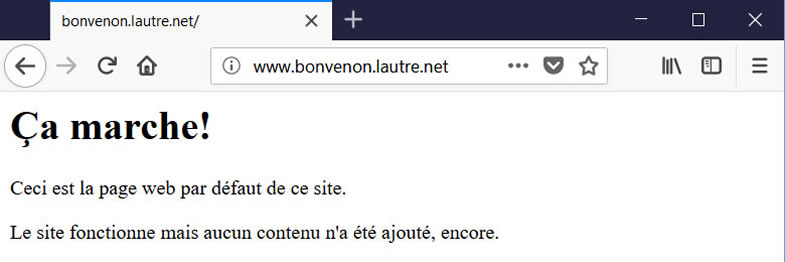 bonvenon.lautre.net/
www.bonvenon.lautre.net
Ça marche!
Ceci est la page web par défaut de ce site.
Le site fonctionne mais aucun contenu n'a été ajouté, encore.